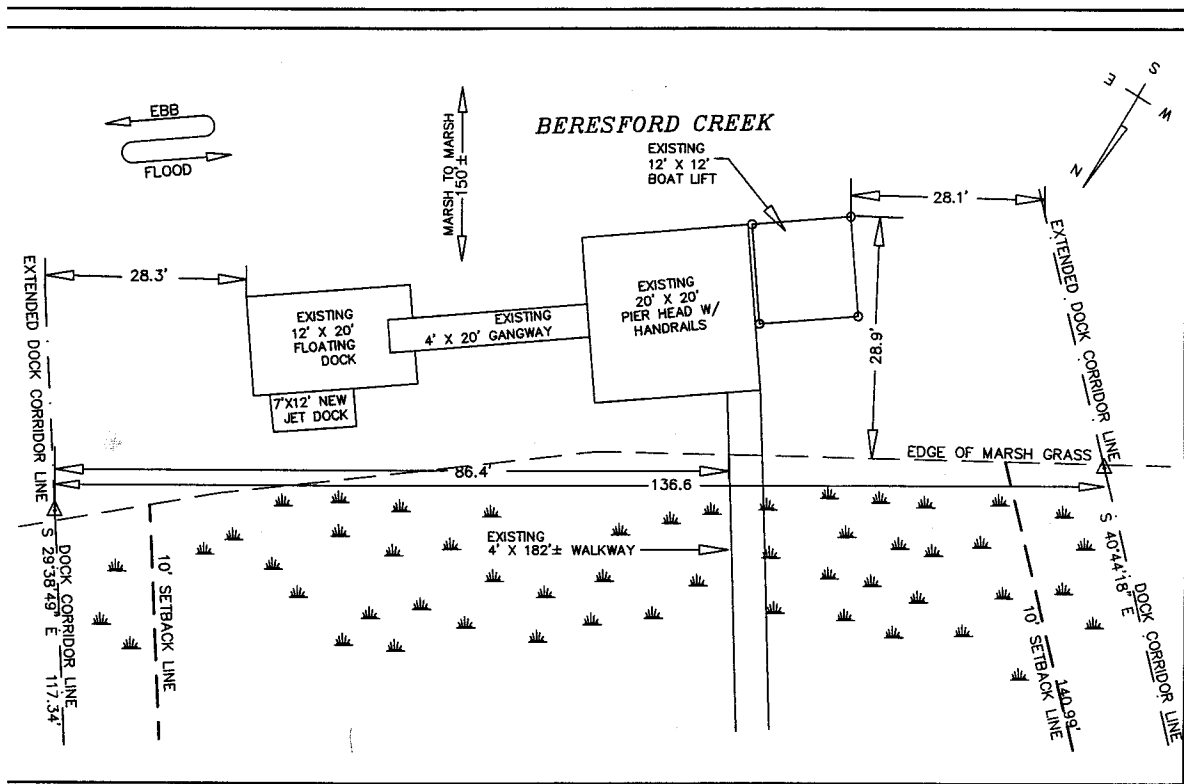 EBB
FLOOD
MARSH TO MARSH
150'±
BERESFORD CREEK
EXISTING
12' X 12'
BOAT LIFT
S
E
W
N
28.1'
28.3'
28.9'
EXTENDED DOCK CORRIDOR LINE
EXISTING
12' X 20'
FLOATING
DOCK
EXISTING
4' X 20' GANGWAY
EXISTING
20' X 20'
PIER HEAD W/
HANDRAILS
EXTENDED DOCK CORRIDOR LINE
7'X12' NEW
JET DOCK
EDGE OF MARSH GRASS
86.4'
136.6
EXISTING
4' X 182'± WALKWAY
DOCK CORRIDOR LINE
S 29°38'49" E 117.34'
10' SETBACK LINE
10' SETBACK LINE
140.99'
S 40°44'18" E
DOCK CORRIDOR LINE